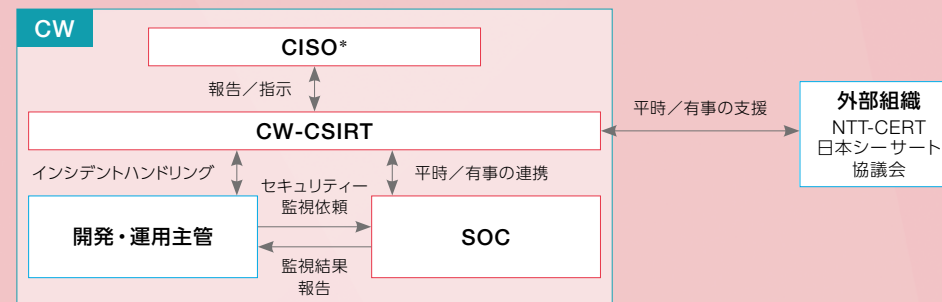 CW
CISO*
報告／指示
CW-CSIRT
平時／有事の支援
外部組織
NTT-CERT
日本シーサート
協議会
インシデントハンドリング
平時／有事の連携
セキュリティー
監視依頼
開発・運用主管
SOC
監視結果
報告